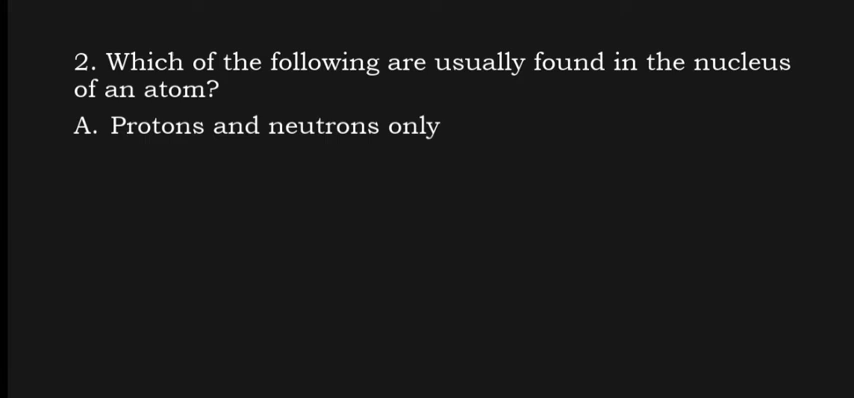 2. Which of the following are usually found in the nucleus
of an atom?
A. Protons and neutrons only